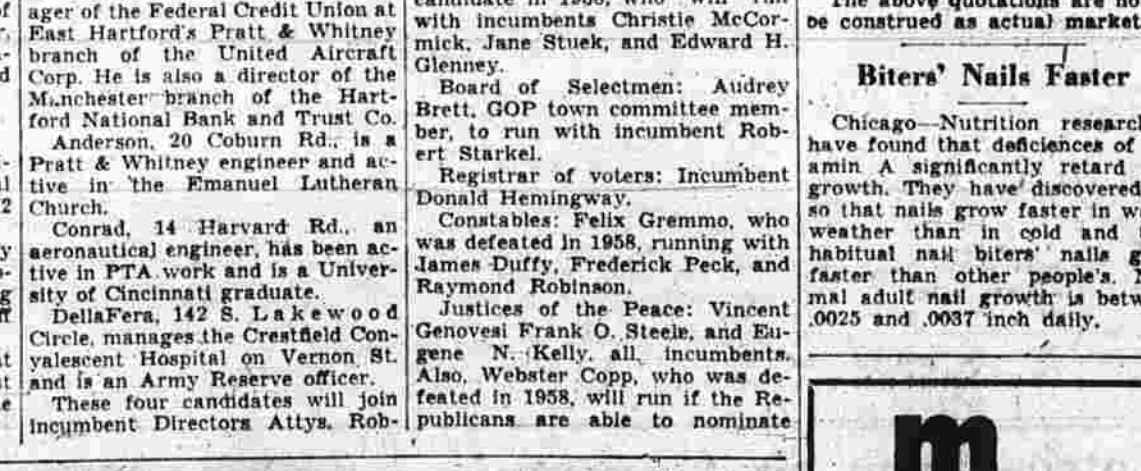 ager of the Federal Credit Union at
East Hartford's Pratt & Whitney
branch of the United Aircraft
Corp. He is also a director of the
Manchester branch of the Hart-
ford National Bank and Trust Co.
Anderson, 20 Coburn Rd., is a
Pratt & Whitney engineer and ac-
tive in the Emanuel Lutheran
Church.
Conrad, 14 Harvard Rd., an
aeronautical engineer, has been ac-
tive in PTA work and is a Univer-
sity of Cincinnati graduate.
DellaFera, 142 S. Lakewood
Circle, manages the Crestfield Con-
valescent Hospital on Vernon St.
and is an Army Reserve officer.
These four candidates will join
incumbent Directors Attys. Rob-
with incumbents Christie McCor-
mick, Jane Stuek, and Edward H.
Glenney.
Board of Selectmen: Audrey
Brett, GOP town committee mem-
ber, to run with incumbent Rob-
ert Starkel.
Registrar of voters: Incumbent
Donald Hemingway.
Constables: Felix Gremmo, who
was defeated in 1958, running with
James Duffy, Frederick Peck, and
Raymond Robinson.
Justices of the Peace: Vincent
Genovesi Frank O. Steele, and Eu-
gene N. Kelly, all incumbents.
Also, Webster Copp, who was de-
feated in 1958, will run if the Re-
publicans are able to nominate
The above quotations are no
be construed as actual market
Biters' Nails Faster
Chicago—Nutrition research
have found that deficiences of
amin A significantly retard
growth. They have discovered
so that nails grow faster in w
weather than in cold and
habitual nail biters' nails g
faster than other people's.
mal adult nail growth is betw
.0025 and .0037 inch daily.
m